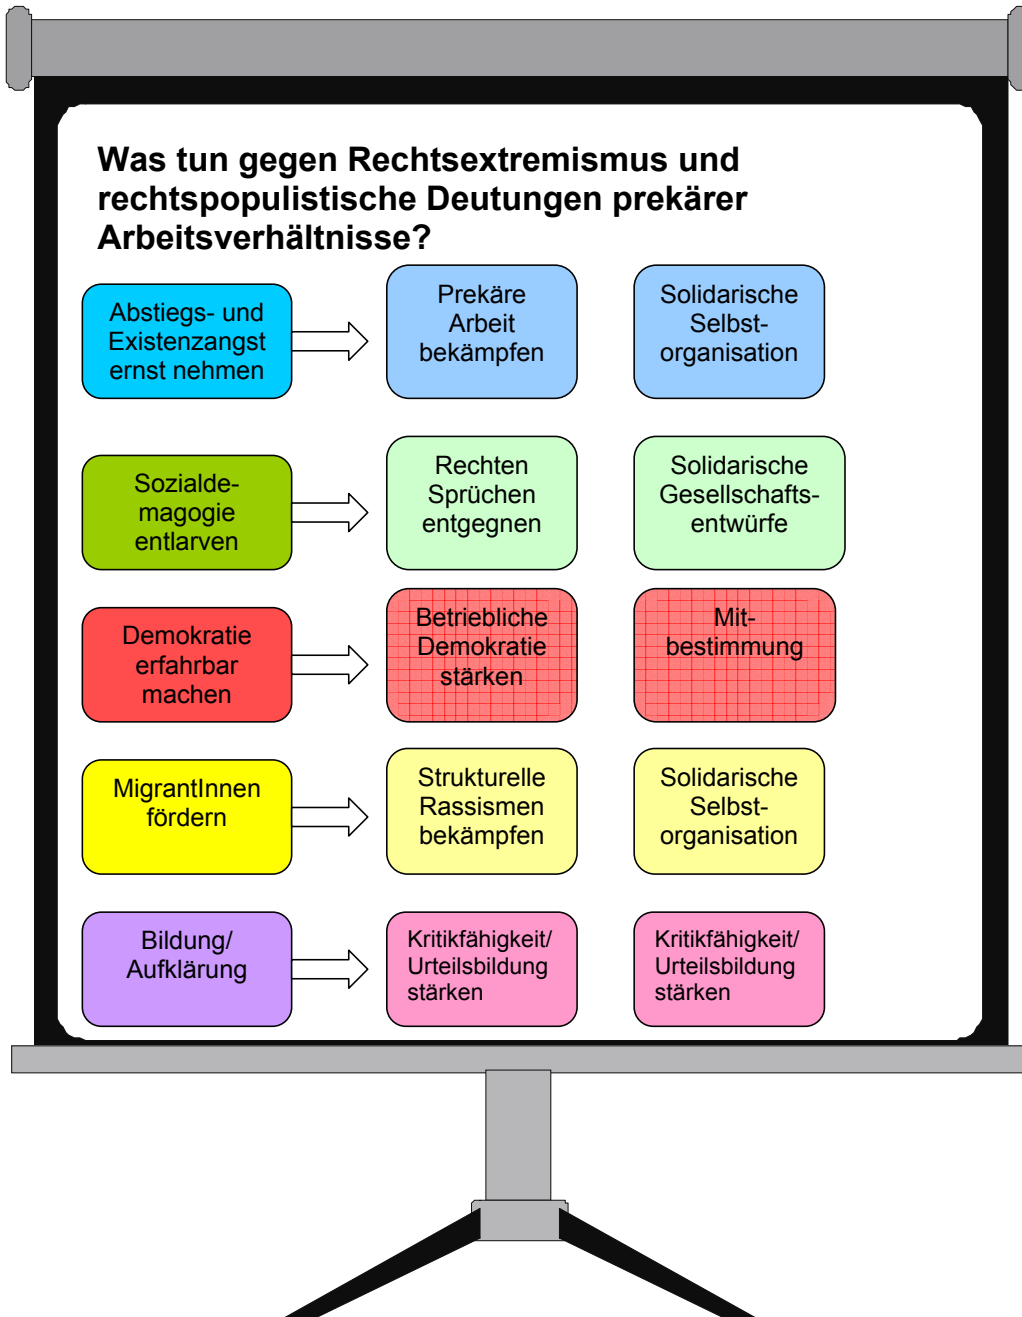 Was tun gegen Rechtsextremismus und
rechtspopulistische Deutungen prekärer
Arbeitsverhältnisse?
Abstiegs- und
Existenzangst
ernst nehmen
Prekäre
Arbeit
bekämpfen
Solidarische
Selbst-
organisation
Sozialde-
magogie
entlarven
Rechten
Sprüchen
entgegnen
Solidarische
Gesellschafts-
entwürfe
Demokratie
erfahrbar
machen
Betriebliche
Demokratie
stärken
Mit-
bestimmung
MigrantInnen
fördern
Strukturelle
Rassismen
bekämpfen
Solidarische
Selbst-
organisation
Bildung/
Aufklärung
Kritikfähigkeit/
Urteilsbildung
stärken
Kritikfähigkeit/
Urteilsbildung
stärken